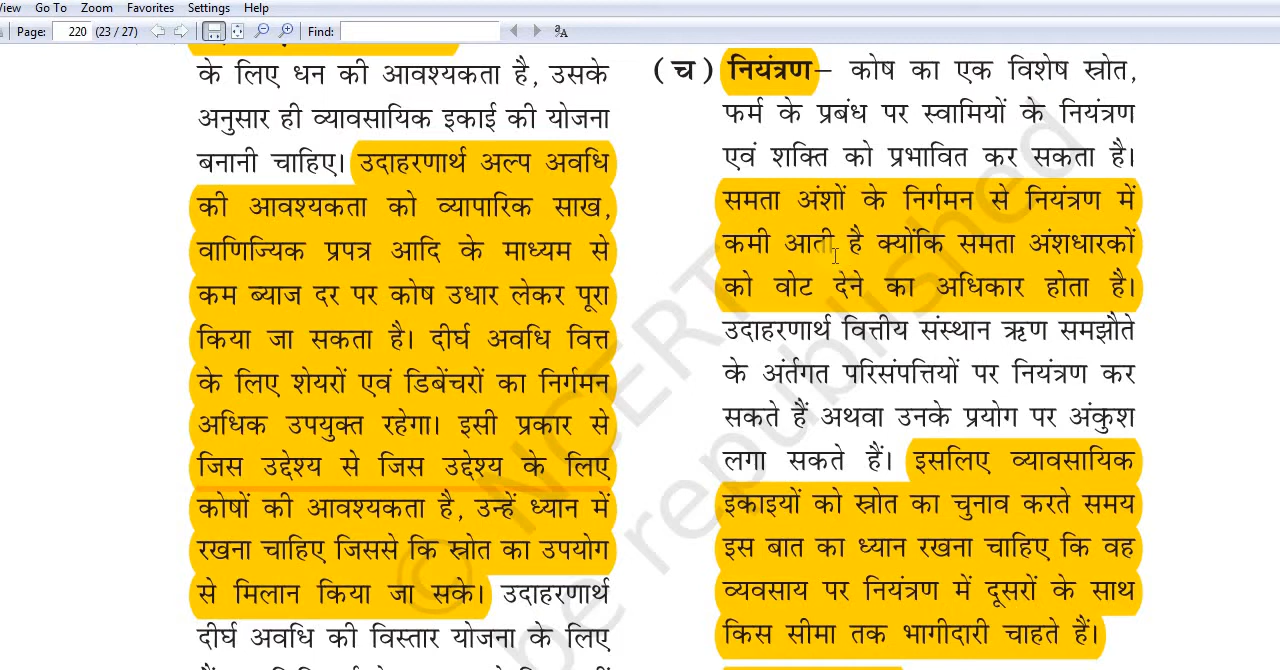 View Go To Zoom Favorites Settings Help
Page: 220 (23 / 27) Find:
के लिए धन की आवश्यकता है, उसके
अनुसार ही व्यावसायिक इकाई की योजना
बनानी चाहिए। उदाहरणार्थ अल्प अवधि
की आवश्यकता को व्यापारिक साख,
वाणिज्यिक प्रपत्र आदि के माध्यम से
कम ब्याज दर पर कोष उधार लेकर पूरा
किया जा सकता है। दीर्घ अवधि वित्त
के लिए शेयरों एवं डिबेंचरों का निर्गमन
अधिक उपयुक्त रहेगा। इसी प्रकार से
जिस उद्देश्य से जिस उद्देश्य के लिए
कोषों की आवश्यकता है, उन्हें ध्यान में
रखना चाहिए जिससे कि स्रोत का उपयोग
से मिलान किया जा सके। उदाहरणार्थ
दीर्घ अवधि की विस्तार योजना के लिए
(च) नियंत्रण– कोष का एक विशेष स्रोत,
फर्म के प्रबंध पर स्वामियों के नियंत्रण
एवं शक्ति को प्रभावित कर सकता है।
समता अंशों के निर्गमन से नियंत्रण में
कमी आती है क्योंकि समता अंशधारकों
को वोट देने का अधिकार होता है।
उदाहरणार्थ वित्तीय संस्थान ऋण समझौते
के अंर्तगत परिसंपत्तियों पर नियंत्रण कर
सकते हैं अथवा उनके प्रयोग पर अंकुश
लगा सकते हैं। इसलिए व्यावसायिक
इकाइयों को स्रोत का चुनाव करते समय
इस बात का ध्यान रखना चाहिए कि वह
व्यवसाय पर नियंत्रण में दूसरों के साथ
किस सीमा तक भागीदारी चाहते हैं।
© NCERT
be republished